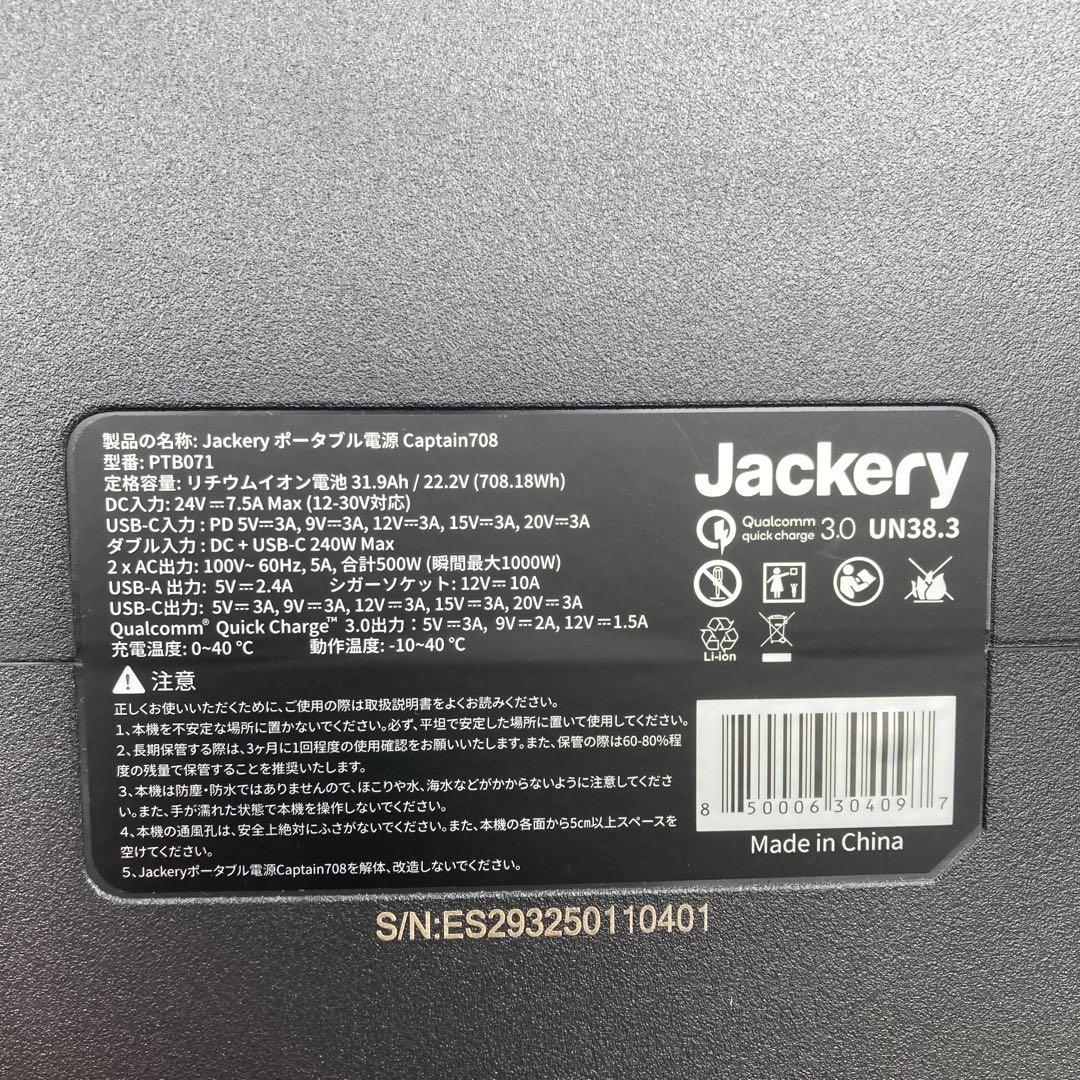 製品の名称: Jackery ポータブル電源 Captain708
型番: PTB071
定格容量: リチウムイオン電池 31.9Ah / 22.2V (708.18Wh)
DC入力: 24V⎓7.5A Max (12-30V対応)
USB-C入力 : PD 5V⎓3A, 9V⎓3A, 12V⎓3A, 15V⎓3A, 20V⎓3A
ダブル入力 : DC + USB-C 240W Max
2 x AC出力: 100V~ 60Hz, 5A, 合計500W (瞬間最大1000W)
USB-A 出力: 5V⎓2.4A シガーソケット: 12V⎓10A
USB-C出力: 5V⎓3A, 9V⎓3A, 12V⎓3A, 15V⎓3A, 20V⎓3A
Qualcomm® Quick Charge™ 3.0出力：5V⎓3A, 9V⎓2A, 12V⎓1.5A
充電温度: 0~40 ℃ 動作温度: -10~40 ℃
注意
正しくお使いいただくために、ご使用の際は取扱説明書をよくお読みください。
1、本機を不安定な場所に置かないでください。必ず、平坦で安定した場所に置いて使用してください。
2、長期保管する際は、3ヶ月に1回程度の使用確認をお願いいたします。また、保管の際は60-80%程
度の残量で保管することを推奨いたします。
3、本機は防塵・防水ではありませんので、ほこりや水、海水などがかからないように注意してくださ
い。また、手が濡れた状態で本機を操作しないでください。
4、本機の通風孔は、安全上絶対にふさがないでください。また、本機の各面から5㎝以上スペースを
空けてください。
5、Jackeryポータブル電源Captain708を解体、改造しないでください。
Jackery
Qualcomm
quick charge 3.0 UN38.3
Li-ion
8 50006 30409 7
Made in China
S/N:ES293250110401